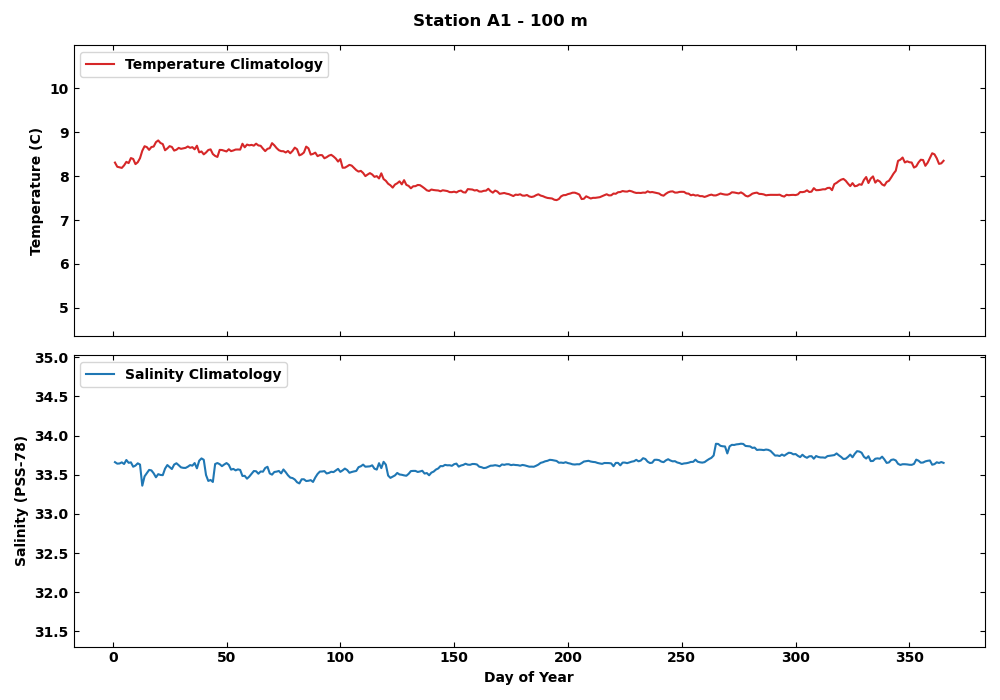 Station A1 - 100 m
Temperature Climatology
10
9
8
7
6
5
Temperature (C)
Salinity Climatology
35.0
34.5
34.0
33.5
33.0
32.5
32.0
31.5
Salinity (PSS-78)
0 50 100 150 200 250 300 350
Day of Year